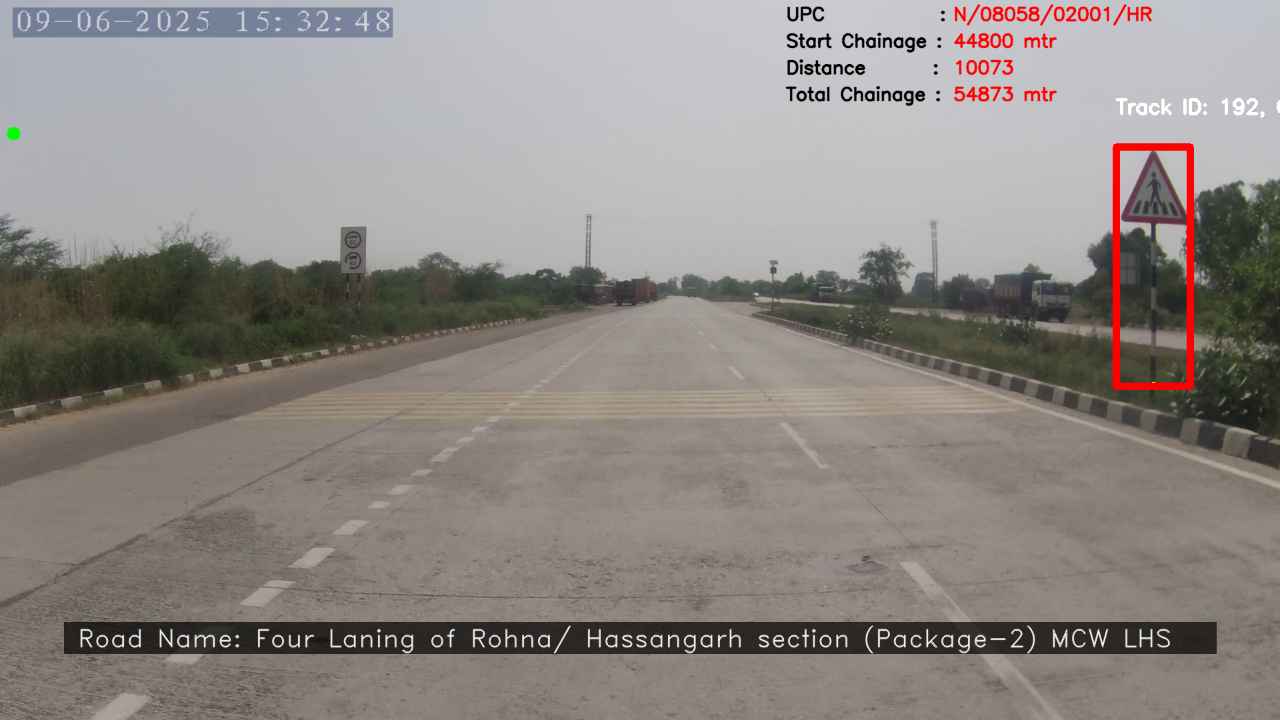 09-06-2025 15:32:48
UPC : N/08058/02001/HR
Start Chainage : 44800 mtr
Distance : 10073
Total Chainage : 54873 mtr
Track ID: 192,
Road Name: Four Laning of Rohna/ Hassangarh section (Package-2) MCW LHS